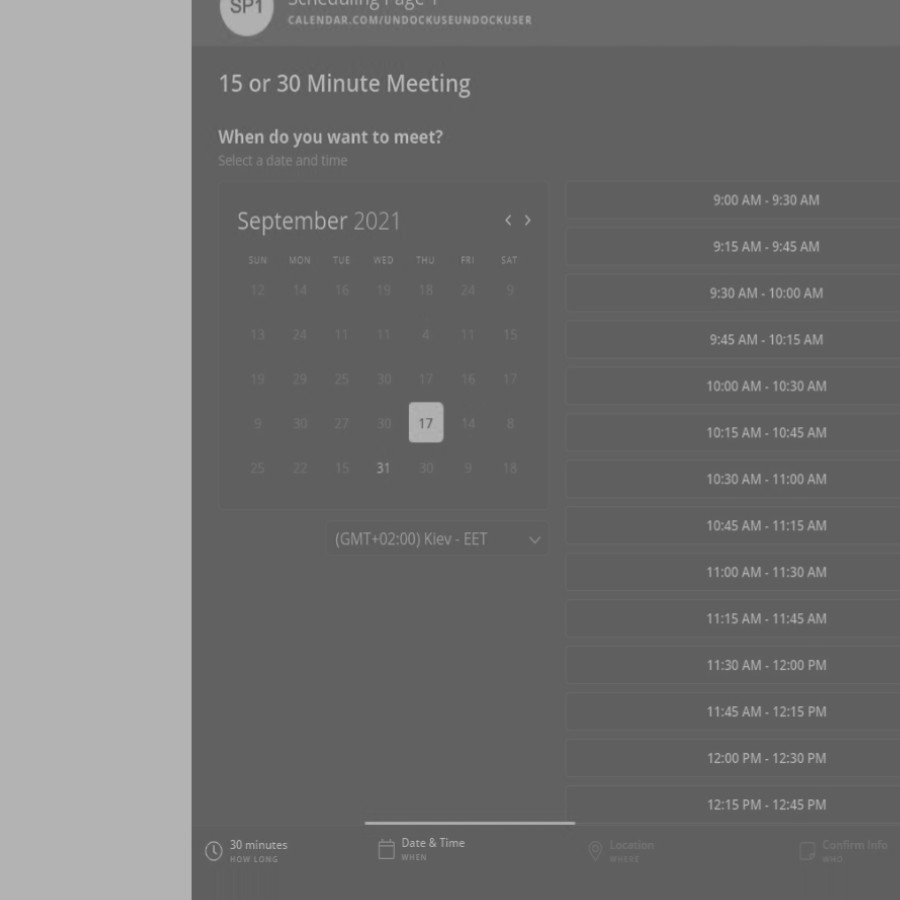 SP1
Scheduling Page 1
CALENDAR.COM/UNDOCKUSEUNDOCKUSER
15 or 30 Minute Meeting
When do you want to meet?
Select a date and time
September 2021
SUN MON TUE WED THU FRI SAT
12 14 16 19 18 24 9
13 24 11 11 4 11 15
19 29 25 30 17 16 17
9 30 27 30 17 14 8
25 22 15 31 30 9 18
(GMT+02:00) Kiev - EET
9:00 AM - 9:30 AM
9:15 AM - 9:45 AM
9:30 AM - 10:00 AM
9:45 AM - 10:15 AM
10:00 AM - 10:30 AM
10:15 AM - 10:45 AM
10:30 AM - 11:00 AM
10:45 AM - 11:15 AM
11:00 AM - 11:30 AM
11:15 AM - 11:45 AM
11:30 AM - 12:00 PM
11:45 AM - 12:15 PM
12:00 PM - 12:30 PM
12:15 PM - 12:45 PM
30 minutes
HOW LONG
Date & Time
WHEN
Location
WHERE
Confirm Info
WHO